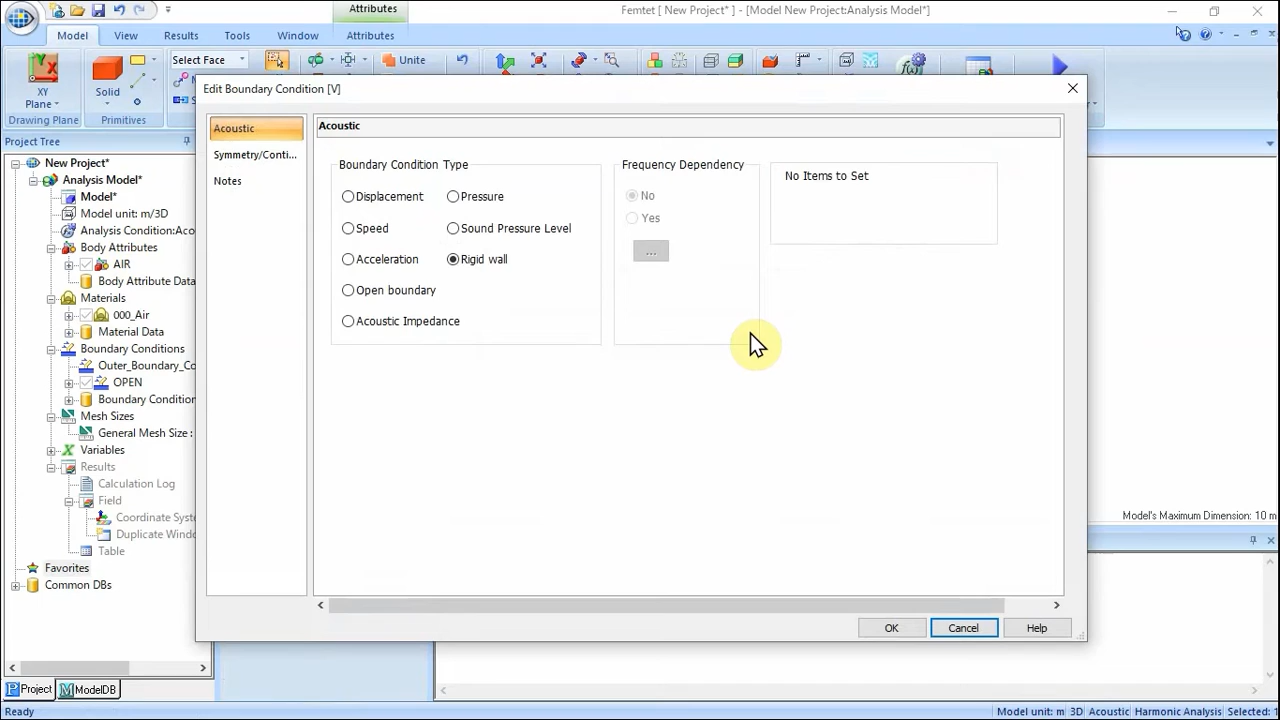 Attributes
Femtet [ New Project* ] - [Model New Project:Analysis Model*]
Model
View
Results
Tools
Window
Attributes
Select Face
Unite
XY
Plane
Solid
Drawing Plane
Primitives
Edit Boundary Condition [V]
Project Tree
New Project*
Analysis Model*
Model*
Model unit: m/3D
Analysis Condition:Aco
Body Attributes
AIR
Body Attribute Data
Materials
000_Air
Material Data
Boundary Conditions
Outer_Boundary_Co
OPEN
Boundary Condition
Mesh Sizes
General Mesh Size :
Variables
Results
Calculation Log
Field
Coordinate Syst
Duplicate Windo
Table
Favorites
Common DBs
Acoustic
Symmetry/Conti...
Notes
Acoustic
Boundary Condition Type
Displacement
Pressure
Speed
Sound Pressure Level
Acceleration
Rigid wall
Open boundary
Acoustic Impedance
Frequency Dependency
No
Yes
...
No Items to Set
Model's Maximum Dimension: 10 m
OK
Cancel
Help
Project
ModelDB
Ready
Model unit: m
3D
Acoustic
Harmonic Analysis
Selected: 1